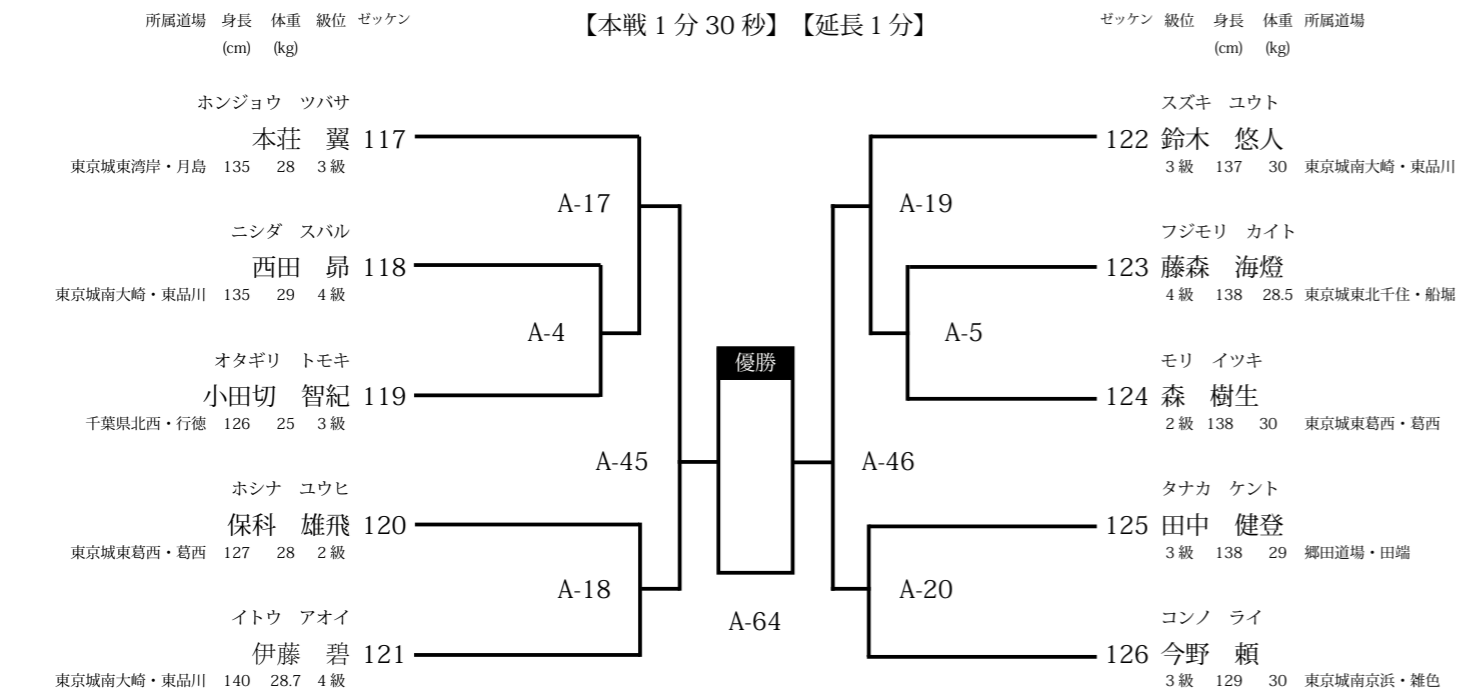 所属道場 身長 体重 級位 ゼッケン
(cm) (kg)
【本戦 1 分 30 秒】【延長 1 分】
ゼッケン 級位 身長 体重 所属道場
(cm) (kg)
ホンジョウ ツバサ
本荘 翼 117
東京城東湾岸・月島 135 28 3 級
A-17
ニシダ スバル
西田 昴 118
東京城南大崎・東品川 135 29 4 級
A-4
オタギリ トモキ
小田切 智紀 119
千葉県北西・行徳 126 25 3 級
A-45
ホシナ ユウヒ
保科 雄飛 120
東京城東葛西・葛西 127 28 2 級
A-18
イトウ アオイ
伊藤 碧 121
東京城南大崎・東品川 140 28.7 4 級
優勝
A-64
スズキ ユウト
122 鈴木 悠人
3 級 137 30 東京城南大崎・東品川
A-19
フジモリ カイト
123 藤森 海燈
4 級 138 28.5 東京城東北千住・船堀
A-5
モリ イツキ
124 森 樹生
2 級 138 30 東京城東葛西・葛西
A-46
タナカ ケント
125 田中 健登
3 級 138 29 郷田道場・田端
A-20
コンノ ライ
126 今野 頼
3 級 129 30 東京城南京浜・雑色